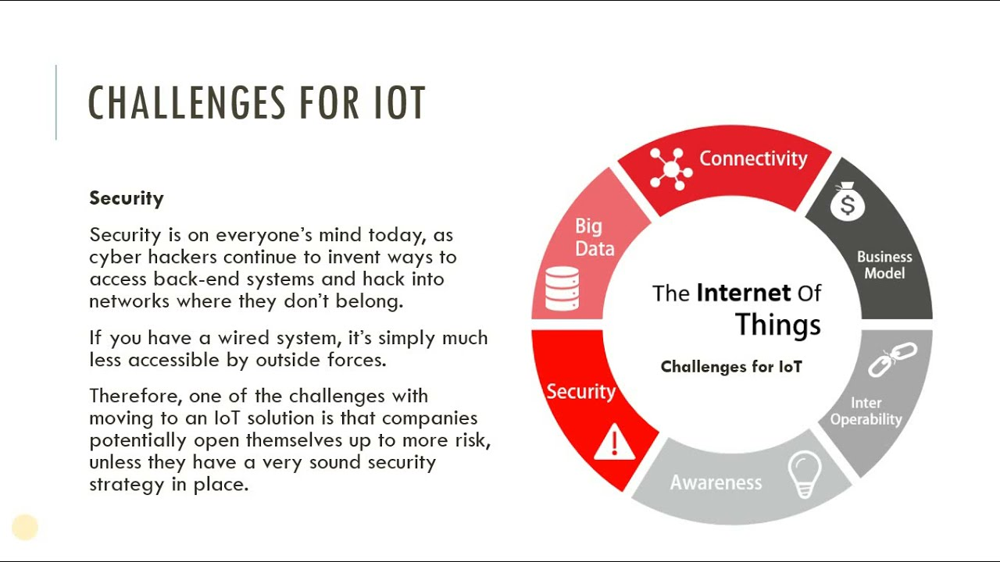 CHALLENGES FOR IOT
Security
Security is on everyone’s mind today, as
cyber hackers continue to invent ways to
access back-end systems and hack into
networks where they don’t belong.
If you have a wired system, it’s simply much
less accessible by outside forces.
Therefore, one of the challenges with
moving to an IoT solution is that companies
potentially open themselves up to more risk,
unless they have a very sound security
strategy in place.
Connectivity
Business
Model
Inter
Operability
Awareness
Security
Big
Data
The Internet Of
Things
Challenges for IoT
$
!